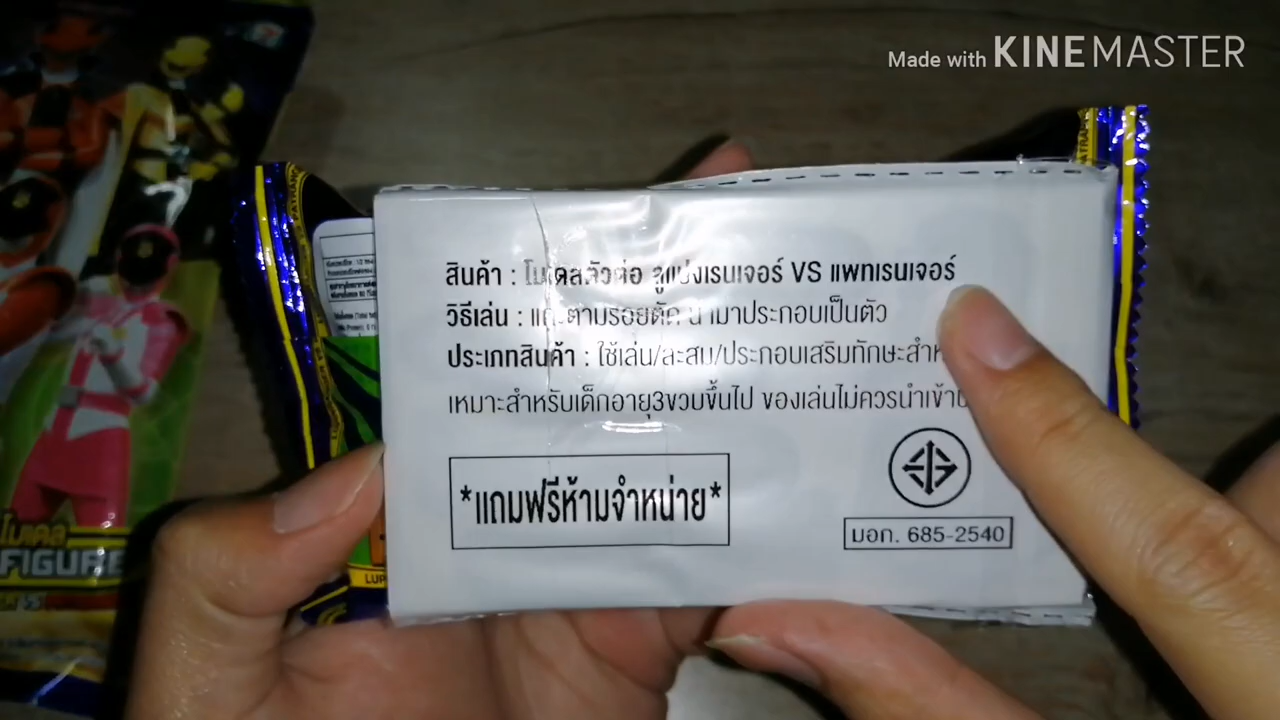 Made with KINEMASTER
สินค้า : โมเดลตัวต่อ ลูแปงเรนเจอร์ VS แพทเรนเจอร์
วิธีเล่น : แกะตามรอยตัด นำมาประกอบเป็นตัว
ประเภทสินค้า : ใช้เล่น/สะสม/ประกอบเสริมทักษะ
เหมาะสำหรับเด็กอายุ3ขวบขึ้นไป ของเล่นไม่ควรนำเข้า
*แถมฟรีห้ามจำหน่าย*
มอก. 685-2540
โมเดล
FIGURE
LUP